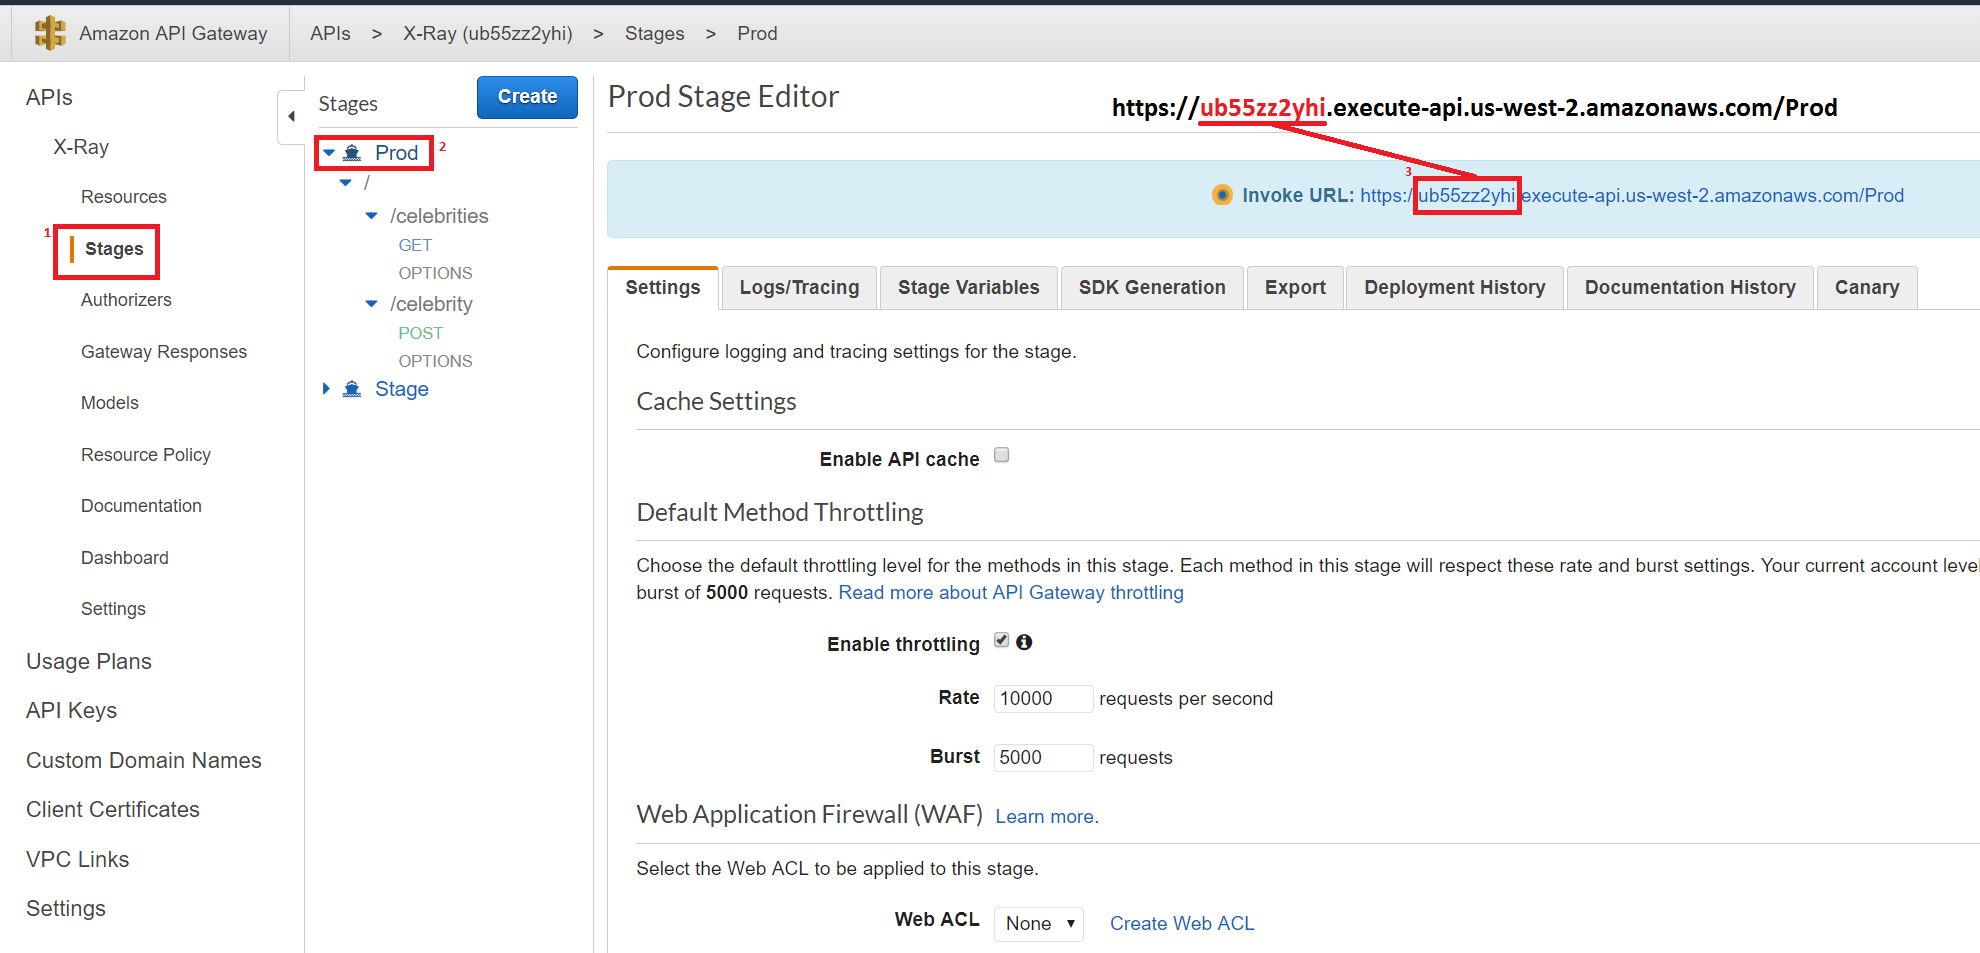 Amazon API Gateway
APIs > X-Ray (ub55zz2yhi) > Stages > Prod
APIs
X-Ray
Resources
1
Stages
Authorizers
Gateway Responses
Models
Resource Policy
Documentation
Dashboard
Settings
Usage Plans
API Keys
Custom Domain Names
Client Certificates
VPC Links
Settings
Stages
Create
Prod
2
/
/celebrities
GET
OPTIONS
/celebrity
POST
OPTIONS
Stage
Prod Stage Editor
https://ub55zz2yhi.execute-api.us-west-2.amazonaws.com/Prod
3
Invoke URL: https:/ub55zz2yhi execute-api.us-west-2.amazonaws.com/Prod
Settings
Logs/Tracing
Stage Variables
SDK Generation
Export
Deployment History
Documentation History
Canary
Configure logging and tracing settings for the stage.
Cache Settings
Enable API cache
Default Method Throttling
Choose the default throttling level for the methods in this stage. Each method in this stage will respect these rate and burst settings. Your current account level
burst of 5000 requests. Read more about API Gateway throttling
Enable throttling
Rate 10000 requests per second
Burst 5000 requests
Web Application Firewall (WAF) Learn more.
Select the Web ACL to be applied to this stage.
Web ACL None Create Web ACL